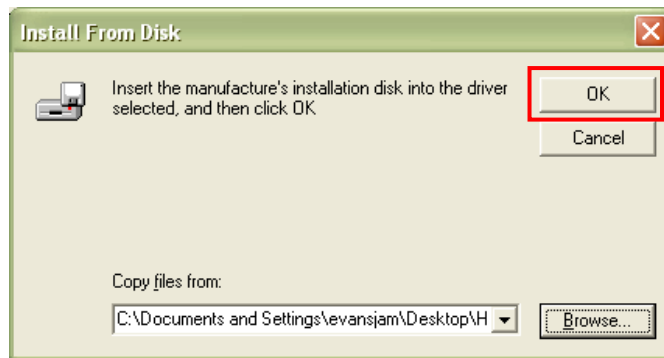 Install From Disk
Insert the manufacture's installation disk into the driver
selected, and then click OK
OK
Cancel
Copy files from:
C:\Documents and Settings\evansjam\Desktop\H
Browse...